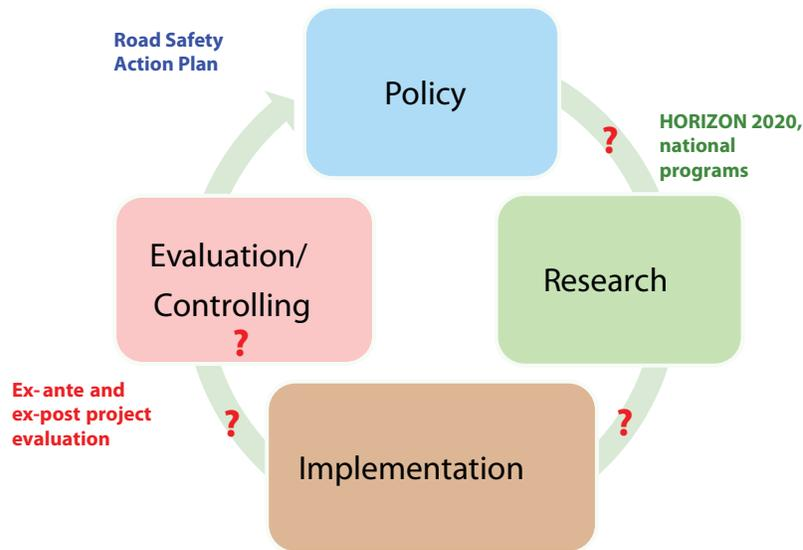 Road Safety
Action Plan
Policy
HORIZON 2020,
national
programs
?
Evaluation/
Controlling
?
Research
Ex-ante and
ex-post project
evaluation
?
?
Implementation